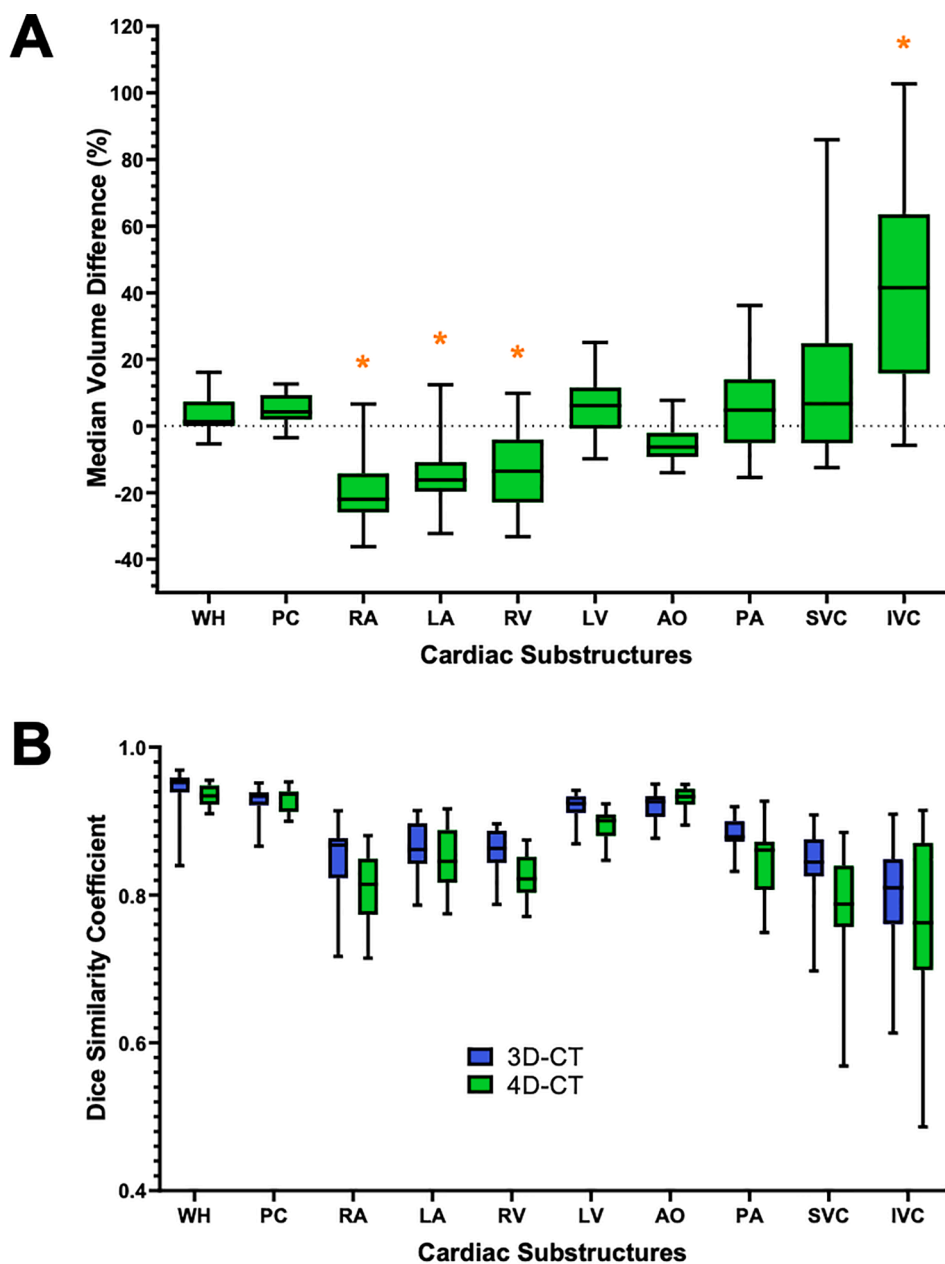 A
Median Volume Difference (%)
120
100
80
60
40
20
0
-20
-40
* * * *
WH PC RA LA RV LV AO PA SVC IVC
Cardiac Substructures
B
Dice Similarity Coefficient
1.0
0.8
0.6
0.4
3D-CT
4D-CT
WH PC RA LA RV LV AO PA SVC IVC
Cardiac Substructures